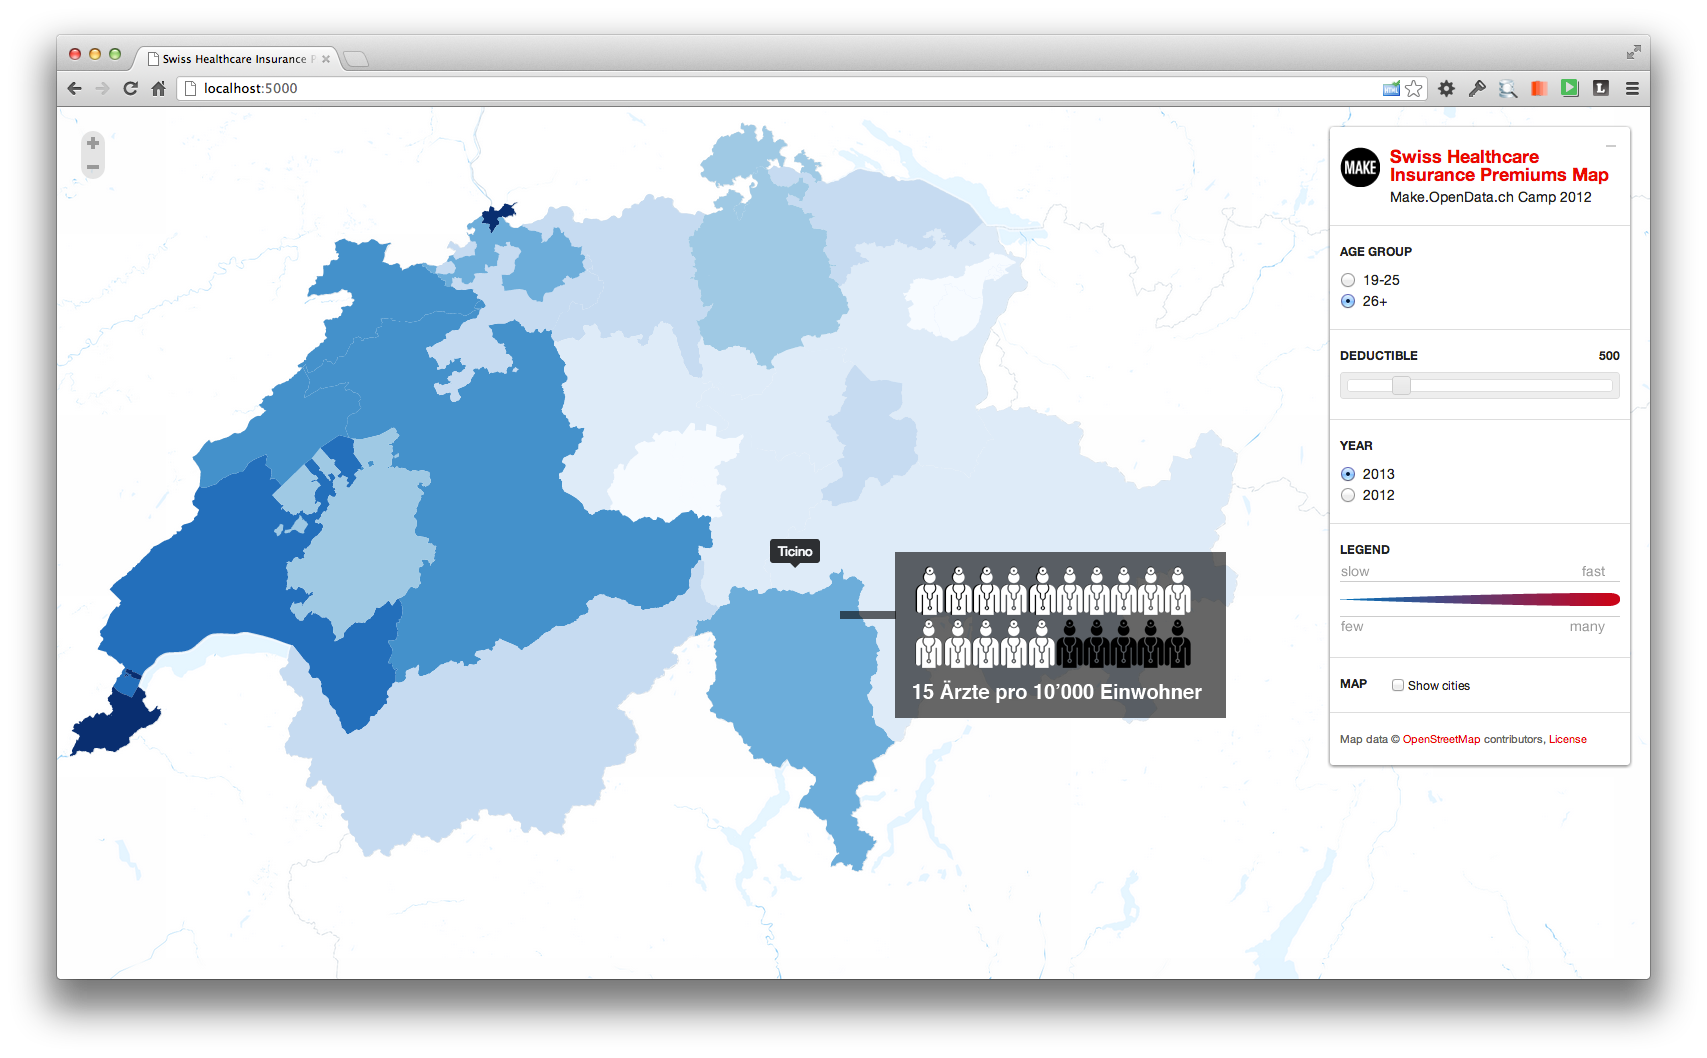 Swiss Healthcare Insurance P
localhost:5000
MAKE
Swiss Healthcare
Insurance Premiums Map
Make.OpenData.ch Camp 2012
AGE GROUP
19-25
26+
DEDUCTIBLE 500
YEAR
2013
2012
LEGEND
slow fast
few many
MAP Show cities
Map data © OpenStreetMap contributors, License
Ticino
15 Ärzte pro 10’000 Einwohner